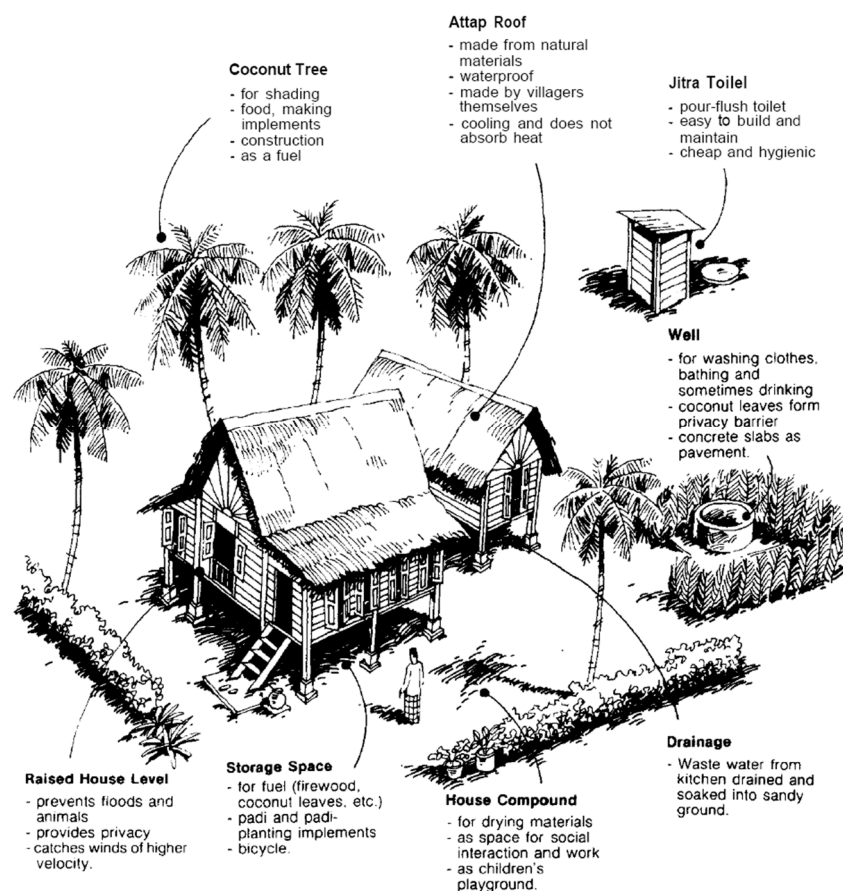 Attap Roof
- made from natural
materials
- waterproof
- made by villagers
themselves
- cooling and does not
absorb heat
Coconut Tree
- for shading
- food, making
implements
- construction
- as a fuel
Jitra Toilel
- pour-flush toilet
- easy to build and
maintain
- cheap and hygienic
Well
- for washing clothes,
bathing and
sometimes drinking
- coconut leaves form
privacy barrier
- concrete slabs as
pavement.
Raised House Level
- prevents floods and
animals
- provides privacy
- catches winds of higher
velocity.
Storage Space
- for fuel (firewood,
coconut leaves, etc.)
- padi and padi-
planting implements
- bicycle.
House Compound
- for drying materials
- as space for social
interaction and work
- as children's
playground.
Drainage
- Waste water from
kitchen drained and
soaked into sandy
ground.